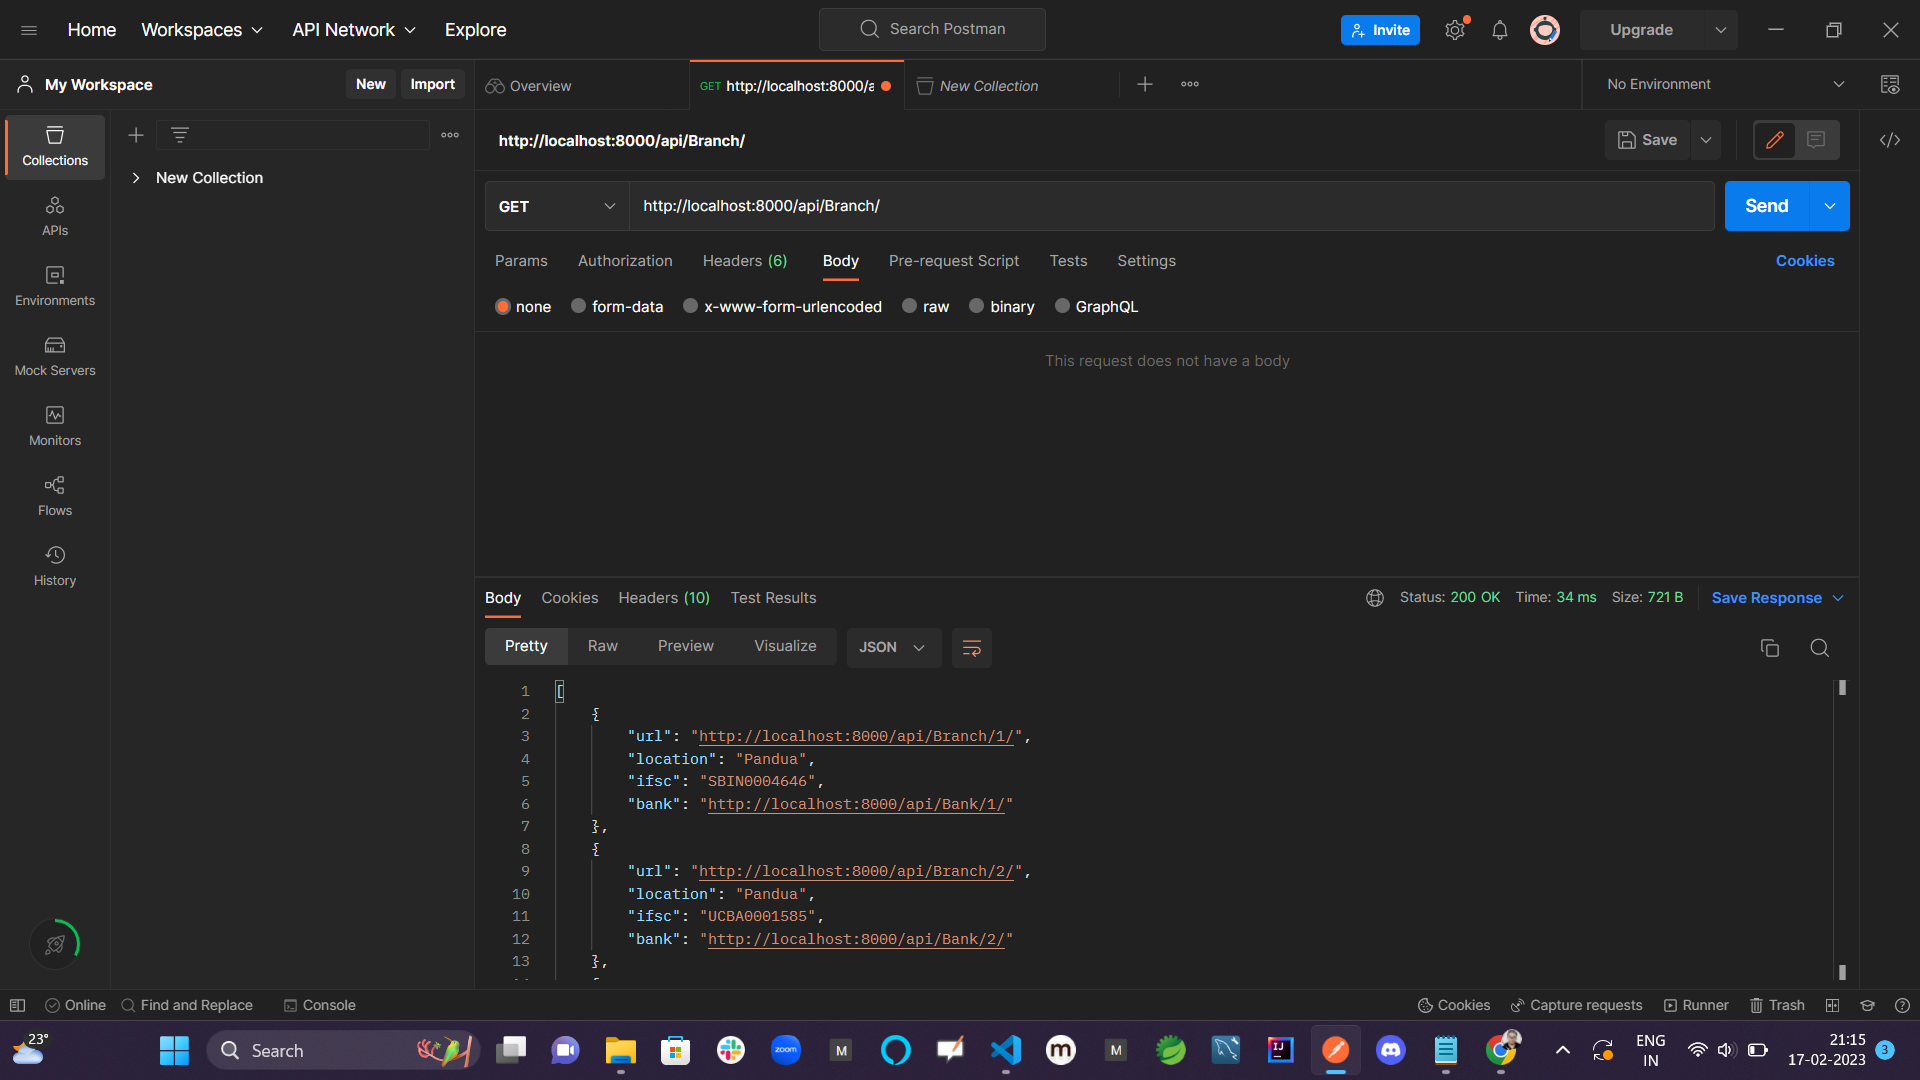 Home
Workspaces
API Network
Explore
Search Postman
Invite
Upgrade
My Workspace
New
Import
Overview
GET http://localhost:8000/a
New Collection
No Environment
Collections
New Collection
http://localhost:8000/api/Branch/
Save
APIs
GET
http://localhost:8000/api/Branch/
Send
Params
Authorization
Headers (6)
Body
Pre-request Script
Tests
Settings
Cookies
Environments
none
form-data
x-www-form-urlencoded
raw
binary
GraphQL
This request does not have a body
Mock Servers
Monitors
Flows
History
Body
Cookies
Headers (10)
Test Results
Status: 200 OK
Time: 34 ms
Size: 721 B
Save Response
Pretty
Raw
Preview
Visualize
JSON
1 [
2 {
3 "url": "http://localhost:8000/api/Branch/1/",
4 "location": "Pandua",
5 "ifsc": "SBIN0004646",
6 "bank": "http://localhost:8000/api/Bank/1/"
7 },
8 {
9 "url": "http://localhost:8000/api/Branch/2/",
10 "location": "Pandua",
11 "ifsc": "UCBA0001585",
12 "bank": "http://localhost:8000/api/Bank/2/"
13 },
Online
Find and Replace
Console
Cookies
Capture requests
Runner
Trash
23°
Search
zoom
M
m
M
IJ
ENG
IN
21:15
17-02-2023
3